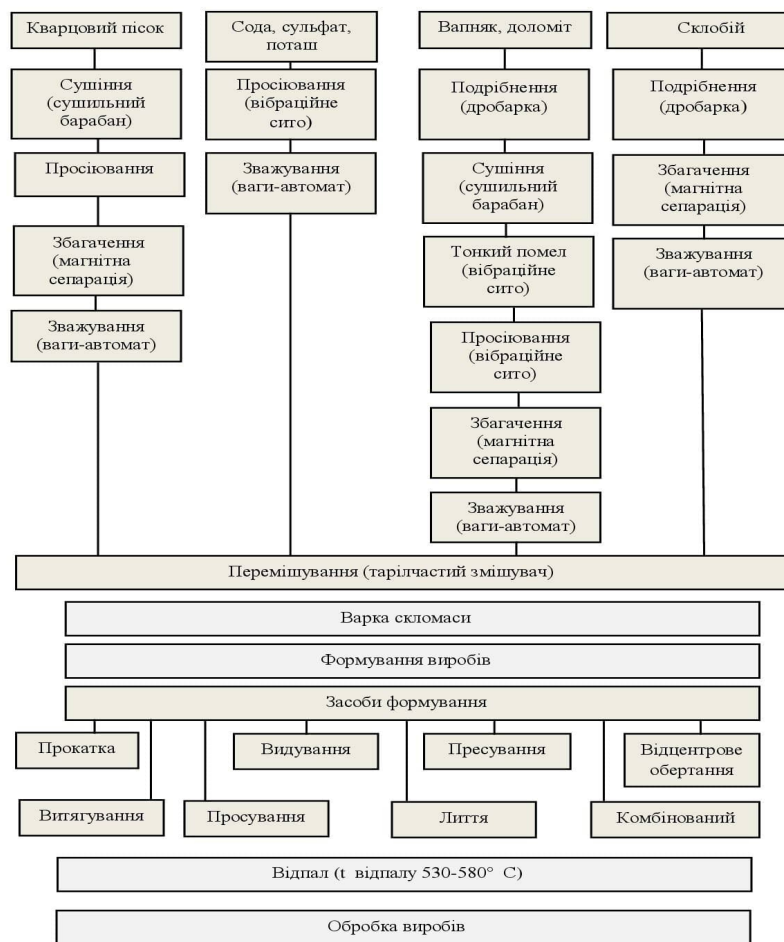 Кварцовий пісок
Сушіння
(сушильний
барабан)
Просіювання
Збагачення
(магнітна
сепарація)
Зважування
(ваги-автомат)
Сода, сульфат,
поташ
Просіювання
(вібраційне
сито)
Зважування
(ваги-автомат)
Вапняк, доломіт
Подрібнення
(дробарка)
Сушіння
(сушильний
барабан)
Тонкий помел
(вібраційне
сито)
Просіювання
(вібраційне
сито)
Збагачення
(магнітна
сепарація)
Зважування
(ваги-автомат)
Склобій
Подрібнення
(дробарка)
Збагачення
(магнітна
сепарація)
Зважування
(ваги-автомат)
Перемішування (тарілчастий змішувач)
Варка скломаси
Формування виробів
Засоби формування
Прокатка
Видування
Пресування
Відцентрове
обертання
Витягування
Просування
Лиття
Комбінований
Відпал (t відпалу 530-580° С)
Обробка виробів